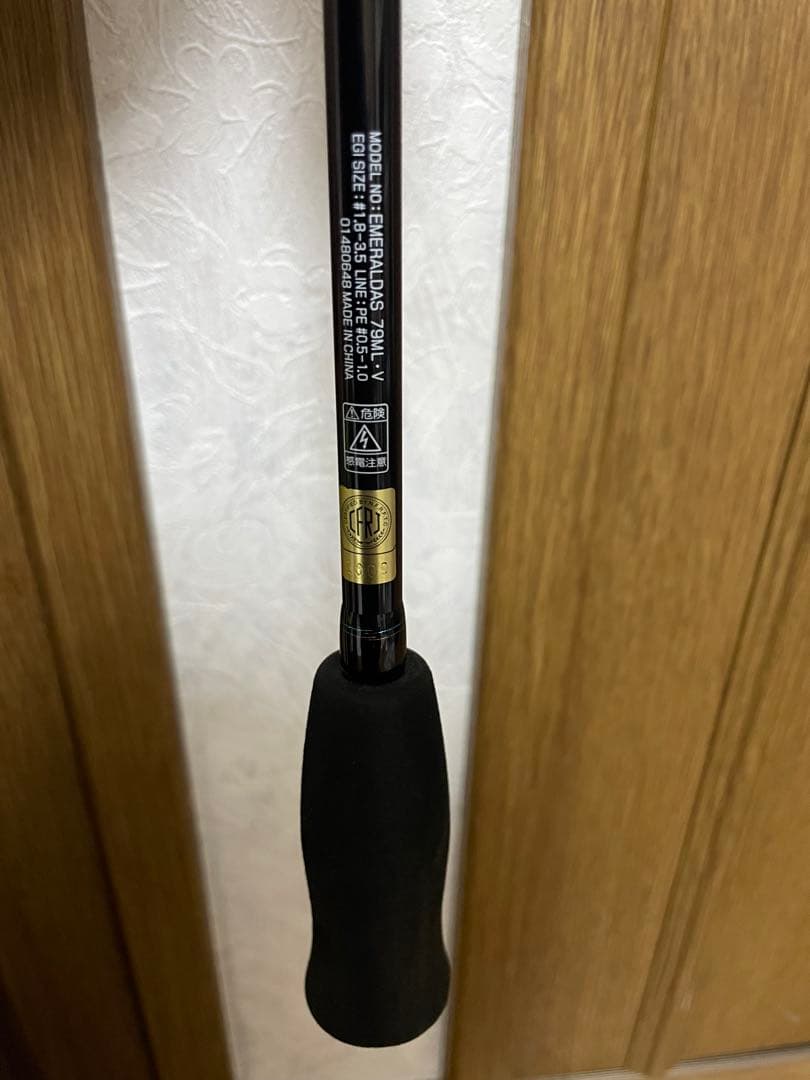 MODEL NO : EMERALDAS 79ML・V
EGI SIZE : #1.8-3.5 LINE : PE #0.5-1.0
01480648 MADE IN CHINA
危険
感電注意
CFRJ